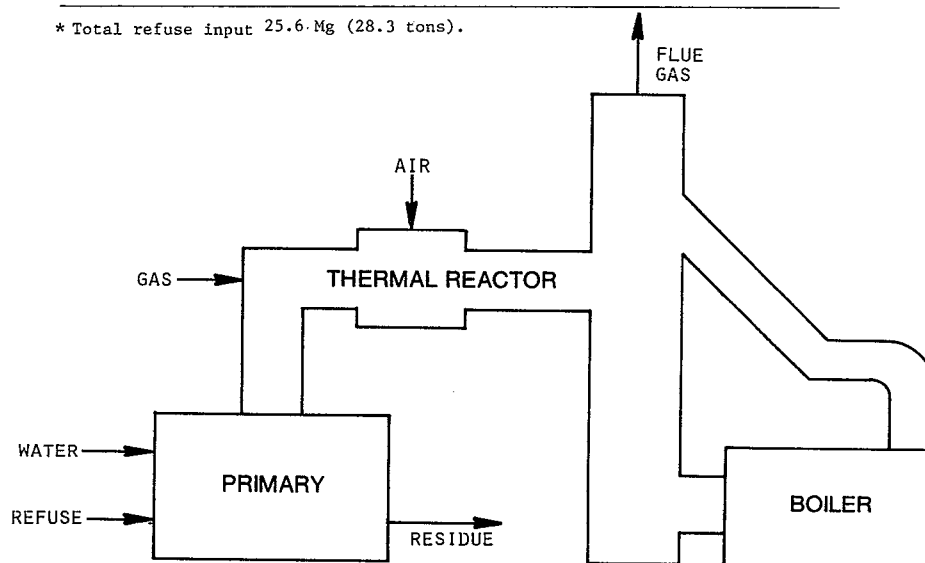 * Total refuse input 25.6 Mg (28.3 tons).
FLUE
GAS
AIR
GAS
THERMAL REACTOR
WATER
PRIMARY
REFUSE
RESIDUE
BOILER